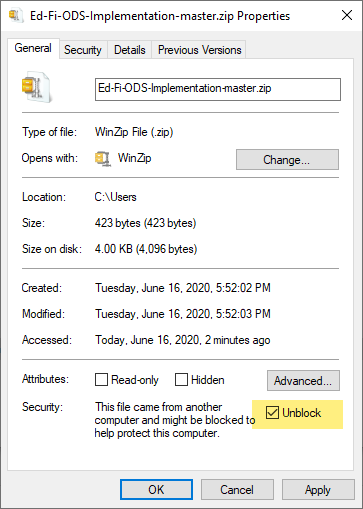 Ed-Fi-ODS-Implementation-master.zip Properties
General Security Details Previous Versions
Ed-Fi-ODS-Implementation-master.zip
Type of file: WinZip File (.zip)
Opens with: WinZip Change...
Location: C:\Users
Size: 423 bytes (423 bytes)
Size on disk: 4.00 KB (4,096 bytes)
Created: Tuesday, June 16, 2020, 5:52:02 PM
Modified: Tuesday, June 16, 2020, 5:52:03 PM
Accessed: Today, June 16, 2020, 2 minutes ago
Attributes: Read-only Hidden Advanced...
Security: This file came from another
computer and might be blocked to
help protect this computer.
Unblock
OK Cancel Apply